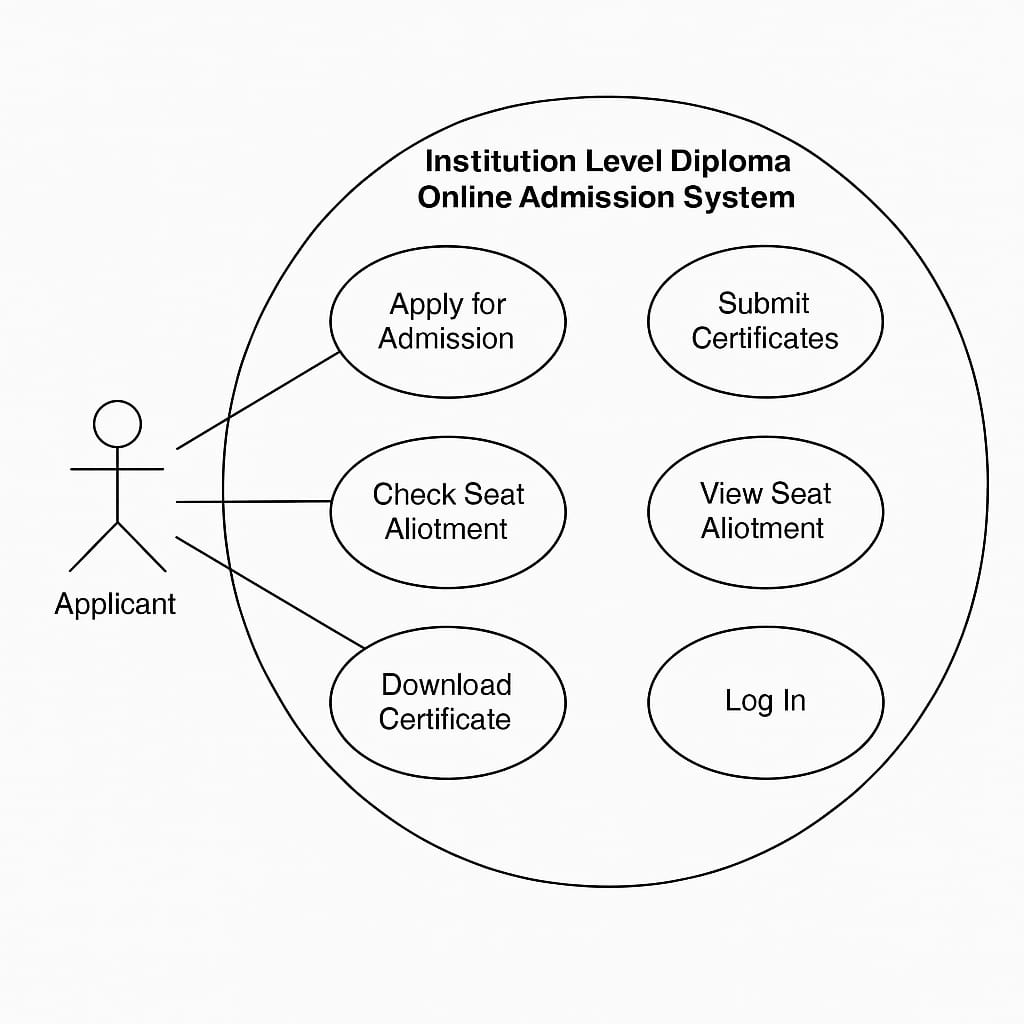 Institution Level Diploma
Online Admission System
Apply for
Admission
Submit
Certificates
Check Seat
Aliotment
View Seat
Aliotment
Download
Certificate
Log In
Applicant